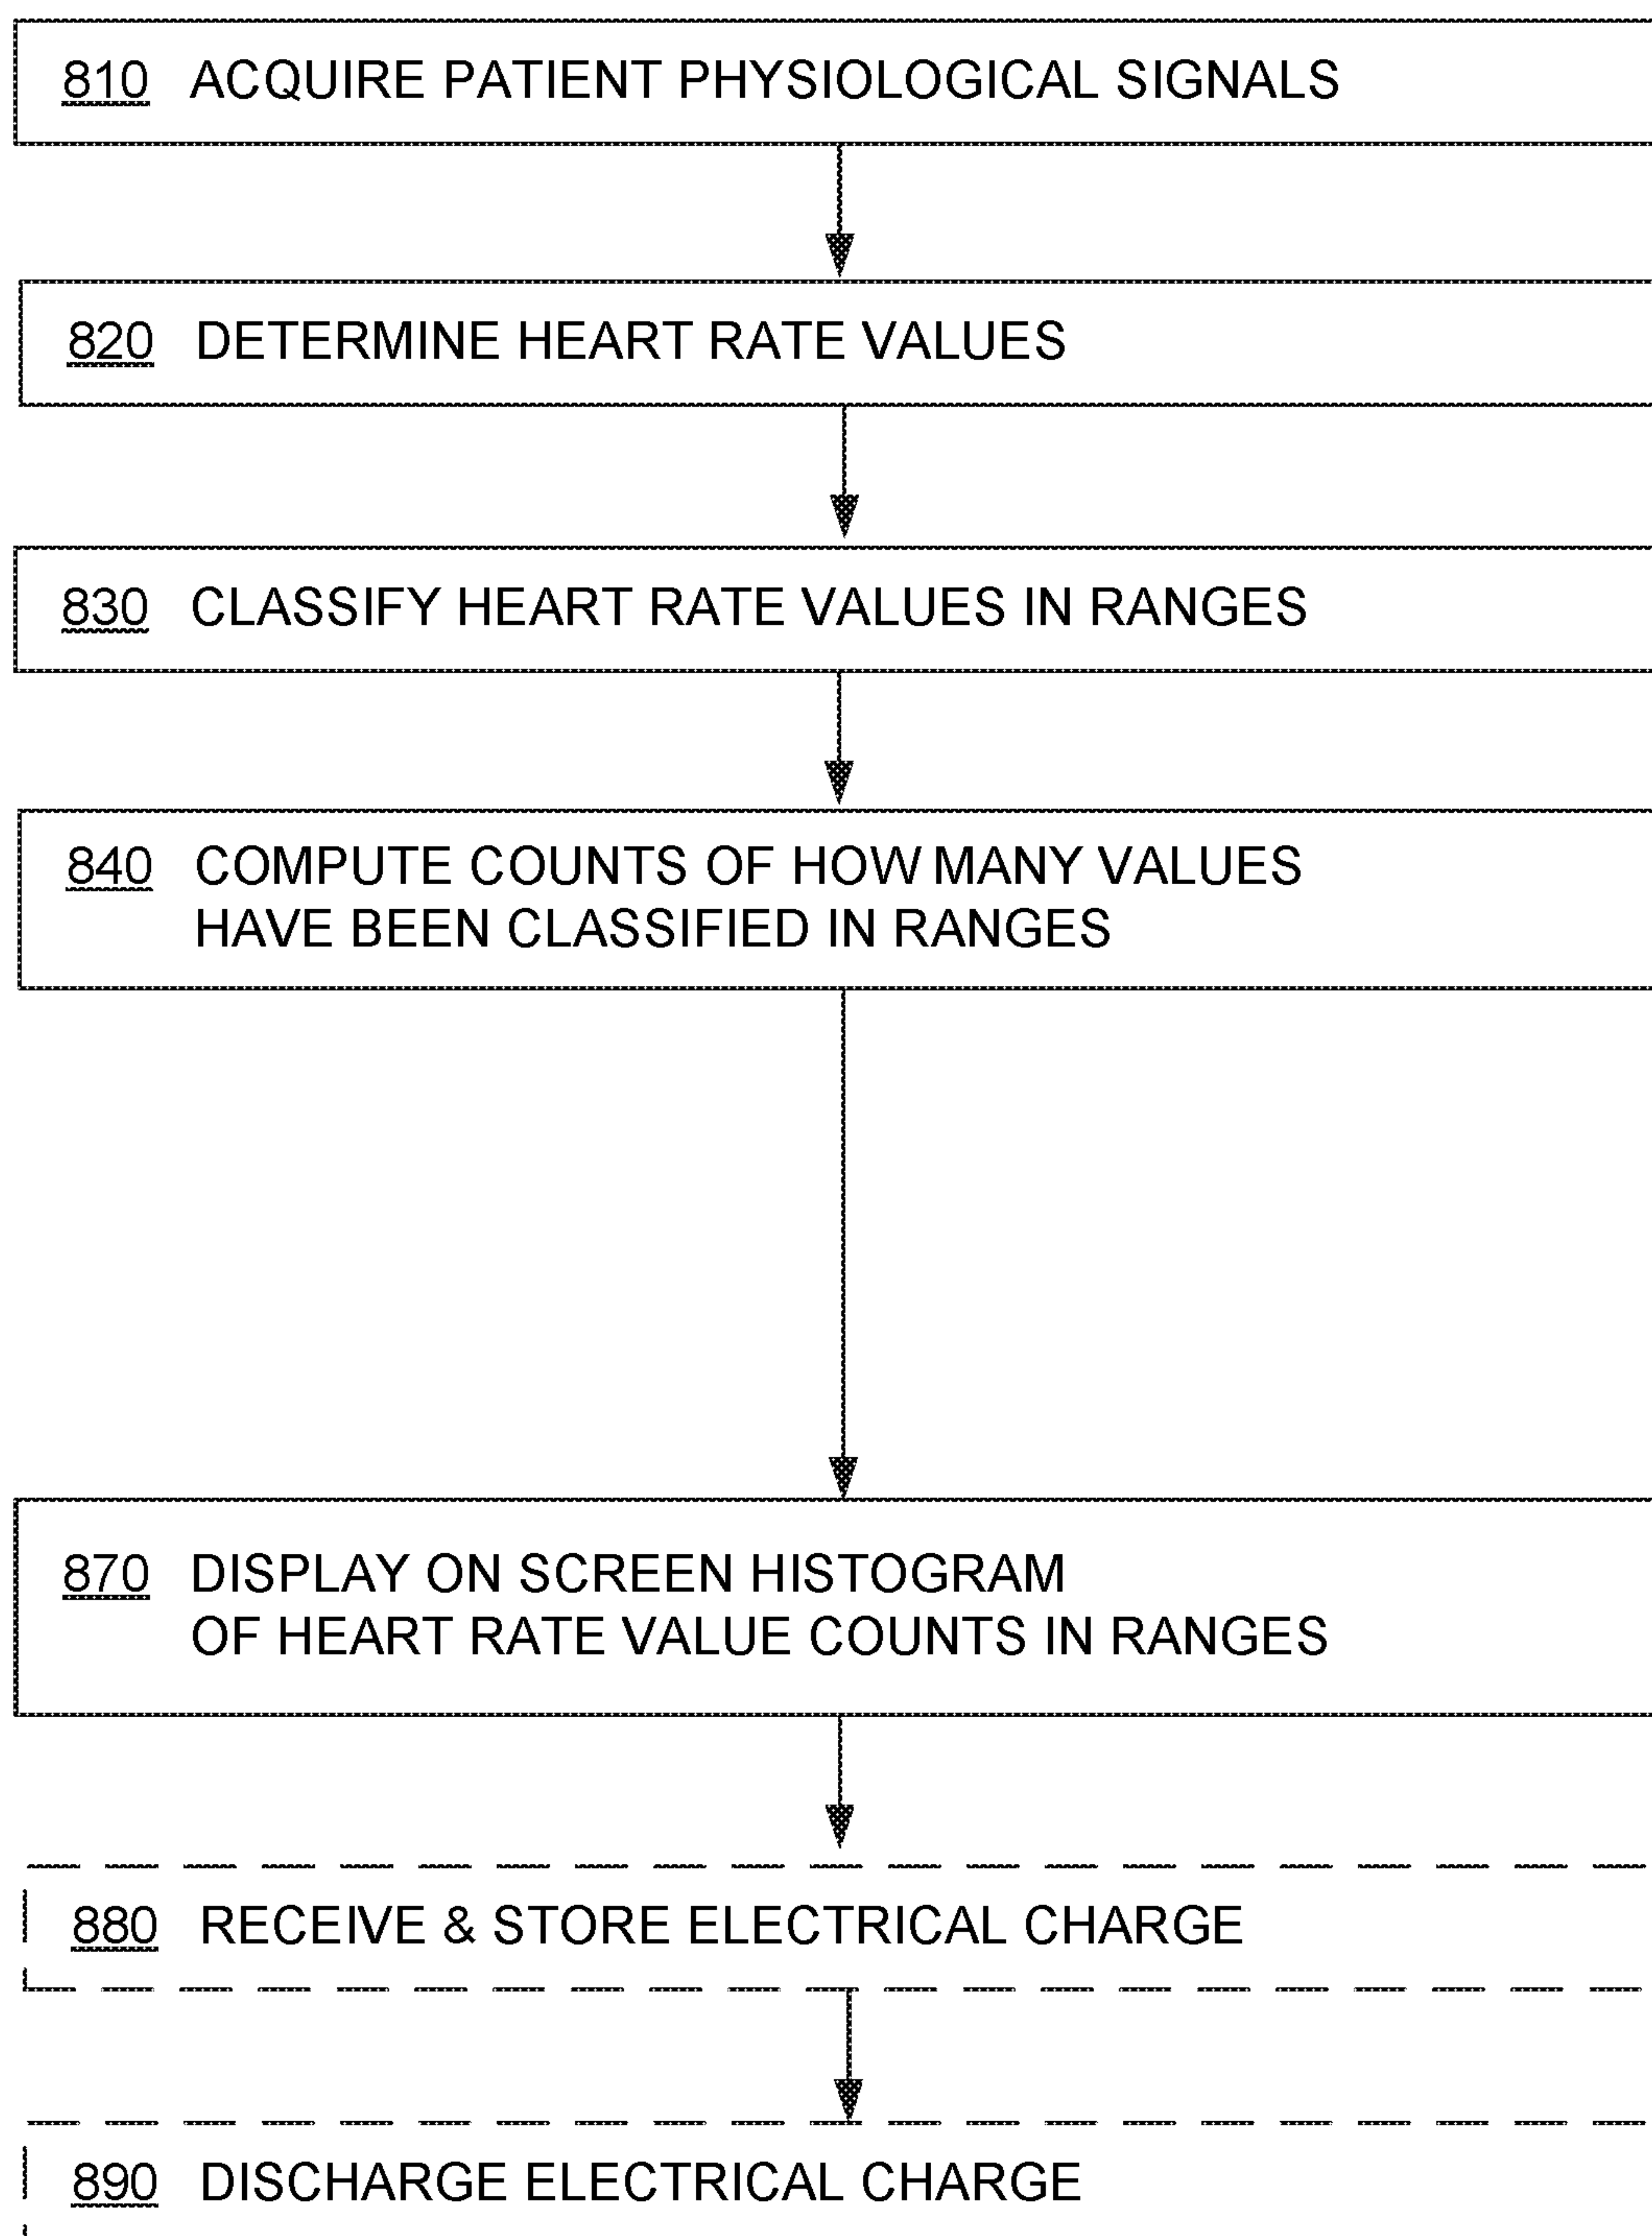 810 ACQUIRE PATIENT PHYSIOLOGICAL SIGNALS
820 DETERMINE HEART RATE VALUES
830 CLASSIFY HEART RATE VALUES IN RANGES
840 COMPUTE COUNTS OF HOW MANY VALUES
HAVE BEEN CLASSIFIED IN RANGES
870 DISPLAY ON SCREEN HISTOGRAM
OF HEART RATE VALUE COUNTS IN RANGES
880 RECEIVE & STORE ELECTRICAL CHARGE
890 DISCHARGE ELECTRICAL CHARGE